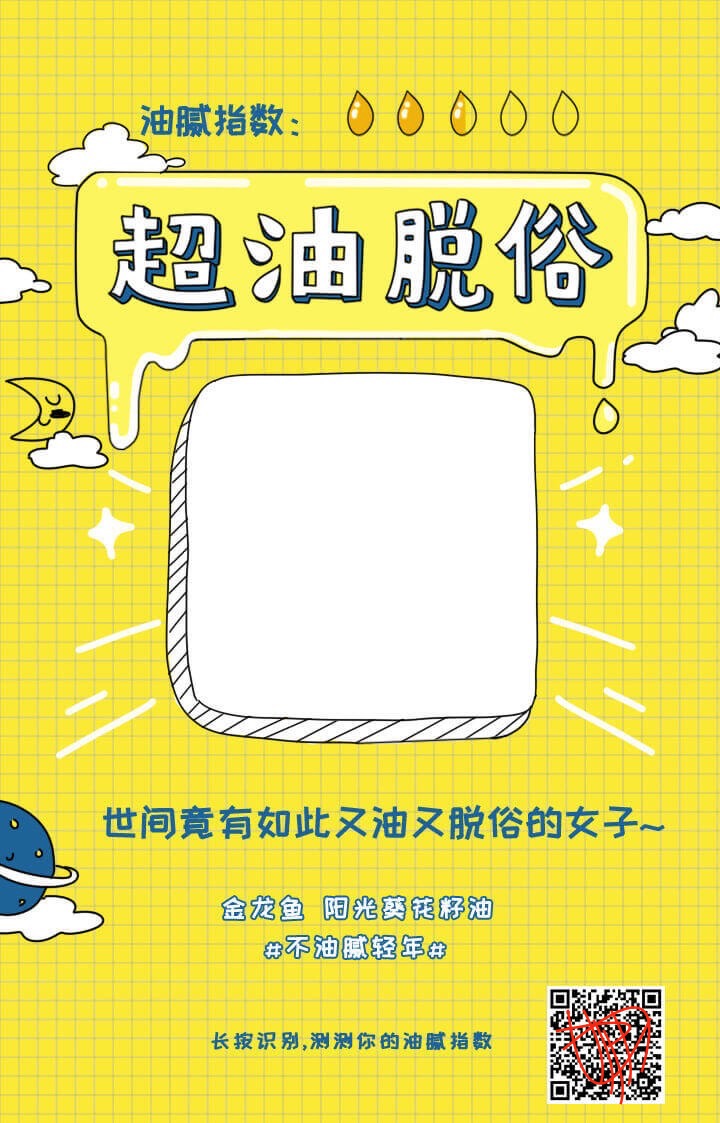 油腻指数：
超油脱俗
世间竟有如此又油又脱俗的女子~
金龙鱼 阳光葵花籽油
#不油腻轻年#
长按识别,测测你的油腻指数